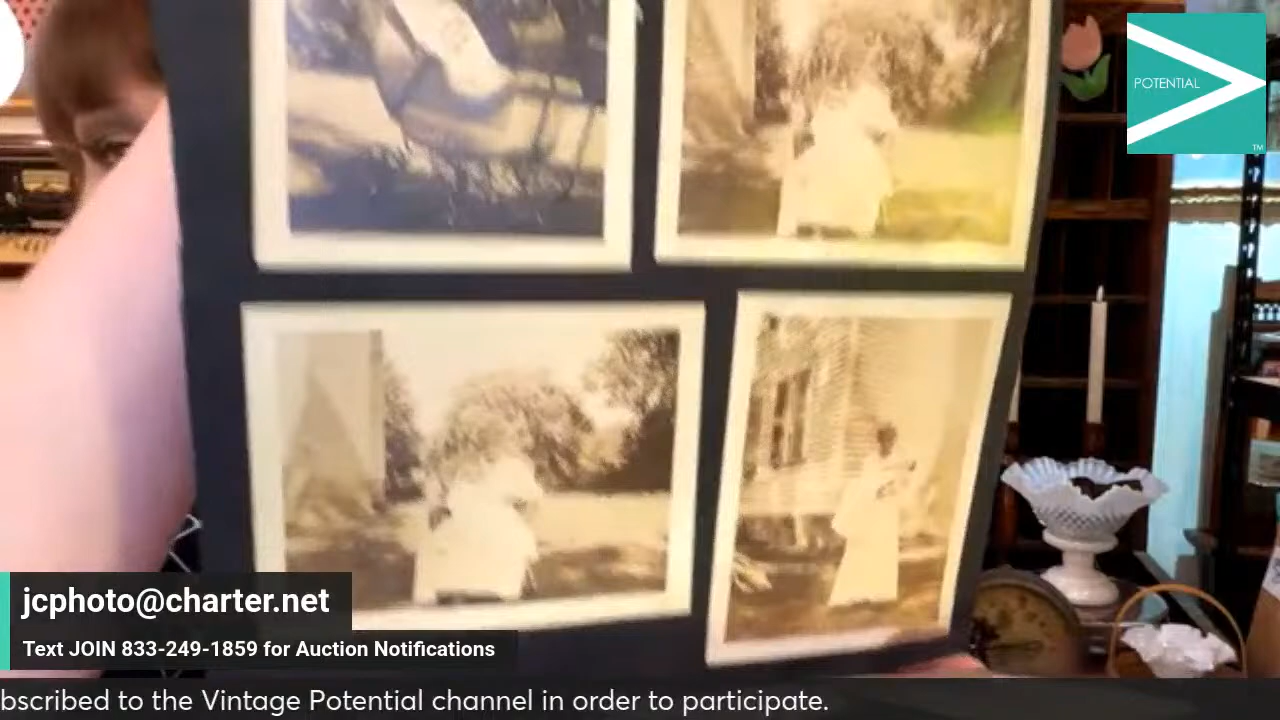 POTENTIAL
TM
jcphoto@charter.net
Text JOIN 833-249-1859 for Auction Notifications
bscribed to the Vintage Potential channel in order to participate.